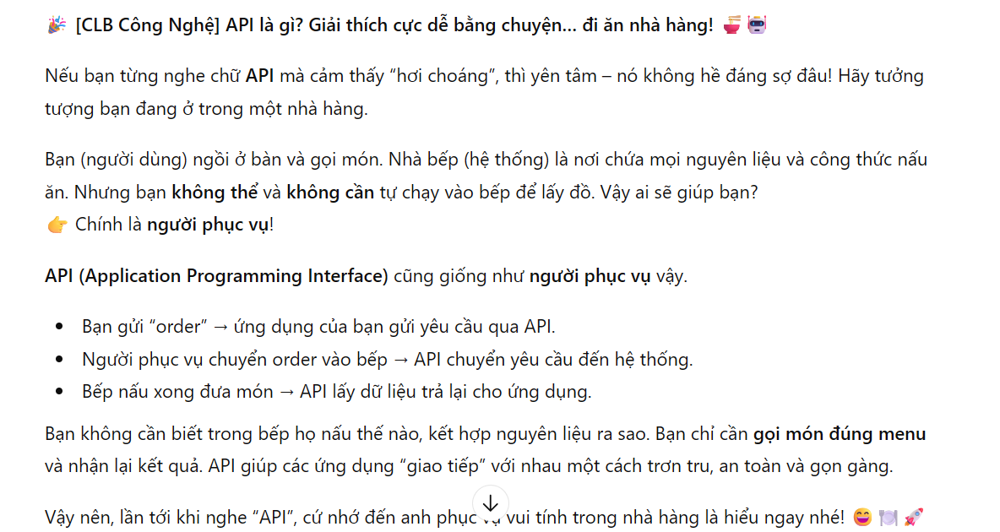 🎉 [CLB Công Nghệ] API là gì? Giải thích cực dễ bằng chuyện... đi ăn nhà hàng! 🍜🤖
Nếu bạn từng nghe chữ API mà cảm thấy “hơi choáng”, thì yên tâm – nó không hề đáng sợ đâu! Hãy tưởng
tượng bạn đang ở trong một nhà hàng.
Bạn (người dùng) ngồi ở bàn và gọi món. Nhà bếp (hệ thống) là nơi chứa mọi nguyên liệu và công thức nấu
ăn. Nhưng bạn không thể và không cần tự chạy vào bếp để lấy đồ. Vậy ai sẽ giúp bạn?
👉 Chính là người phục vụ!
API (Application Programming Interface) cũng giống như người phục vụ vậy.
• Bạn gửi “order” → ứng dụng của bạn gửi yêu cầu qua API.
• Người phục vụ chuyển order vào bếp → API chuyển yêu cầu đến hệ thống.
• Bếp nấu xong đưa món → API lấy dữ liệu trả lại cho ứng dụng.
Bạn không cần biết trong bếp họ nấu thế nào, kết hợp nguyên liệu ra sao. Bạn chỉ cần gọi món đúng menu
và nhận lại kết quả. API giúp các ứng dụng “giao tiếp” với nhau một cách trơn tru, an toàn và gọn gàng.
Vậy nên, lần tới khi nghe “API”, cứ nhớ đến anh phục vụ vui tính trong nhà hàng là hiểu ngay nhé! 😄🍽️🚀